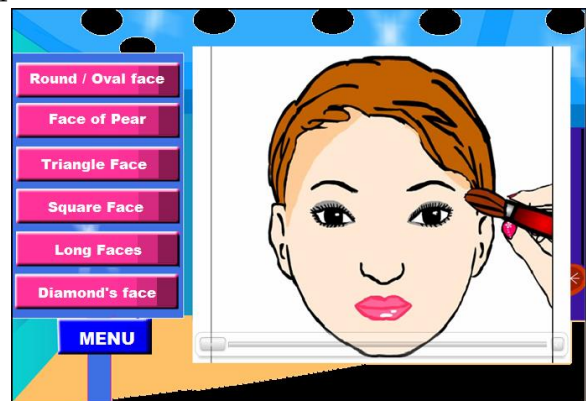 Round / Oval face
Face of Pear
Triangle Face
Square Face
Long Faces
Diamond's face
MENU